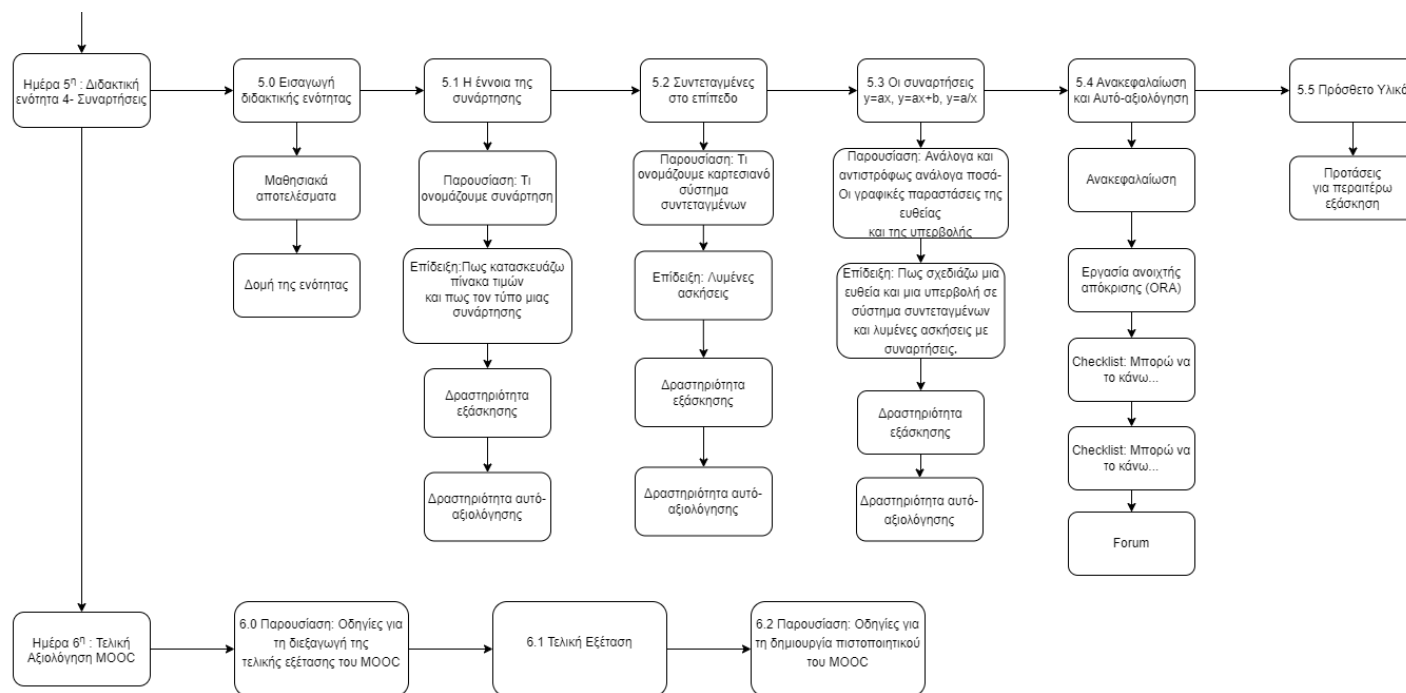 Ημέρα 5η : Διδακτική
ενότητα 4- Συναρτήσεις
5.0 Εισαγωγή
διδακτικής ενότητας
5.1 Η έννοια της
συνάρτησης
5.2 Συντεταγμένες
στο επίπεδο
5.3 Οι συναρτήσεις
y=ax, y=ax+b, y=a/x
5.4 Ανακεφαλαίωση
και Αυτό-αξιολόγηση
5.5 Πρόσθετο Υλικό
Μαθησιακά
αποτελέσματα
Δομή της ενότητας
Παρουσίαση: Τι
ονομάζουμε συνάρτηση
Επίδειξη:Πως κατασκευάζω
πίνακα τιμών
και πως τον τύπο μιας
συνάρτησης
Δραστηριότητα
εξάσκησης
Δραστηριότητα αυτό-
αξιολόγησης
Παρουσίαση: Τι
ονομάζουμε καρτεσιανό
σύστημα
συντεταγμένων
Επίδειξη: Λυμένες
ασκήσεις
Δραστηριότητα
εξάσκησης
Δραστηριότητα αυτό-
αξιολόγησης
Παρουσίαση: Ανάλογα και
αντιστρόφως ανάλογα ποσά-
Οι γραφικές παραστάσεις της
ευθείας
και της υπερβολής
Επίδειξη: Πως σχεδιάζω μια
ευθεία και μια υπερβολή σε
σύστημα συντεταγμένων
και λυμένες ασκήσεις με
συναρτήσεις.
Δραστηριότητα
εξάσκησης
Δραστηριότητα αυτό-
αξιολόγησης
Ανακεφαλαίωση
Εργασία ανοιχτής
απόκρισης (ORA)
Checklist: Μπορώ να
το κάνω...
Checklist: Μπορώ να
το κάνω...
Forum
Προτάσεις
για περαιτέρω
εξάσκηση
Ημέρα 6η : Τελική
Αξιολόγηση MOOC
6.0 Παρουσίαση: Οδηγίες για
τη διεξαγωγή της
τελικής εξέτασης του MOOC
6.1 Τελική Εξέταση
6.2 Παρουσίαση: Οδηγίες για
τη δημιουργία πιστοποιητικού
του MOOC